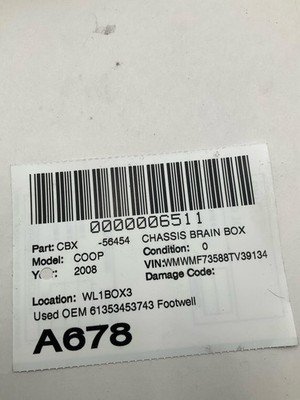 0000006511
Part: CBX -56454 CHASSIS BRAIN BOX
Model: COOP Condition: 0
2008 VIN:WMWMF73588TV39134
Damage Code:
Location: WL1BOX3
Used OEM 61353453743 Footwell
A678